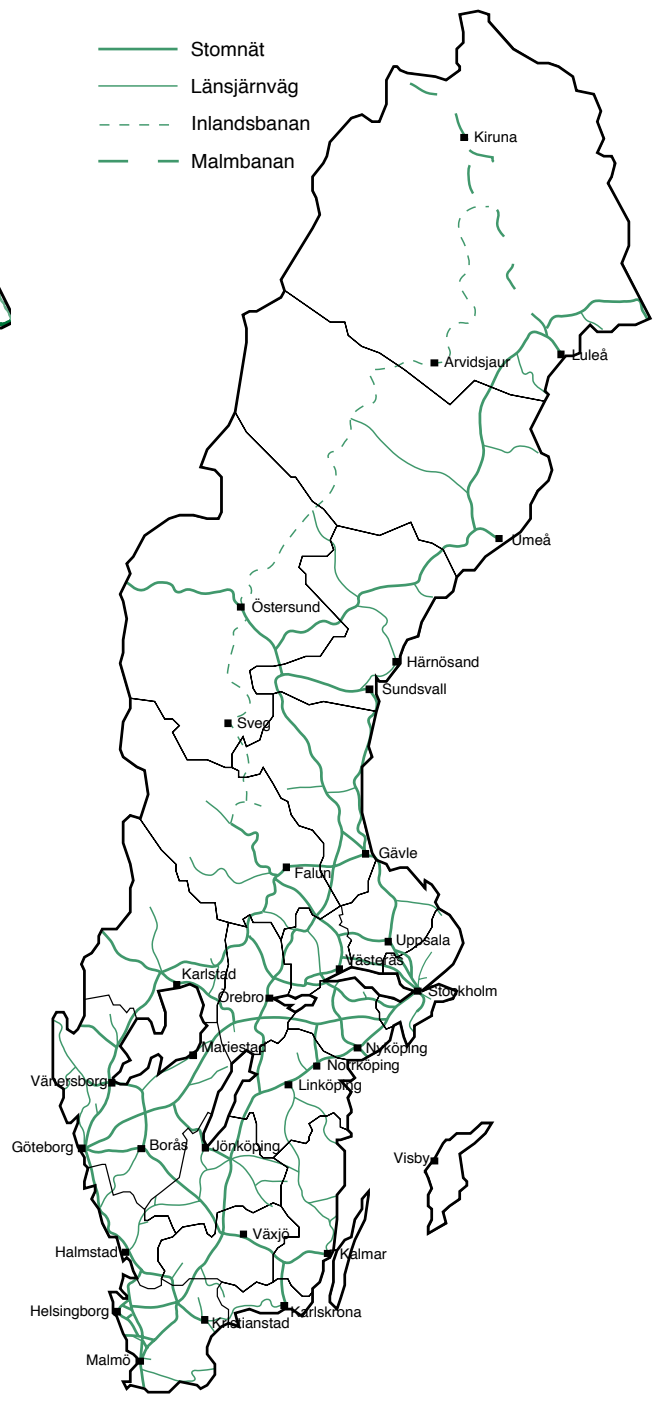 Stomnät
Länsjärnväg
Inlandsbanan
Malmbanan
Kiruna
Luleå
Arvidsjaur
Umeå
Östersund
Härnösand
Sundsvall
Sveg
Gävle
Falun
Uppsala
Västerås
Karlstad
Stockholm
Örebro
Mariestad
Nyköping
Norrköping
Vänersborg
Linköping
Göteborg
Borås
Jönköping
Visby
Växjö
Halmstad
Kalmar
Helsingborg
Karlskrona
Kristianstad
Malmö